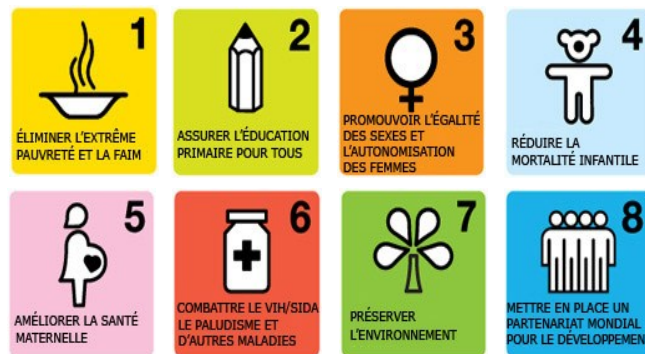 1
ÉLIMINER L'EXTRÊME
PAUVRETÉ ET LA FAIM
2
ASSURER L'ÉDUCATION
PRIMAIRE POUR TOUS
3
PROMOUVOIR L'ÉGALITÉ
DES SEXES ET
L'AUTONOMISATION
DES FEMMES
4
RÉDUIRE LA
MORTALITÉ INFANTILE
5
AMÉLIORER LA SANTÉ
MATERNELLE
6
COMBATTRE LE VIH/SIDA
LE PALUDISME ET
D'AUTRES MALADIES
7
PRÉSERVER
L'ENVIRONNEMENT
8
METTRE EN PLACE UN
PARTENARIAT MONDIAL
POUR LE DÉVELOPPEMEN